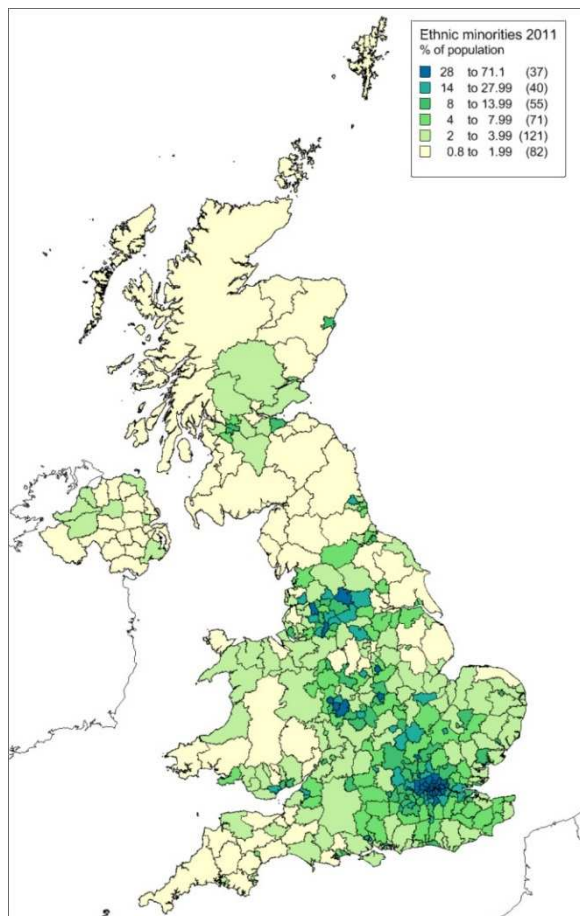 Ethnic minorities 2011
% of population
28 to 71.1 (37)
14 to 27.99 (40)
8 to 13.99 (55)
4 to 7.99 (71)
2 to 3.99 (121)
0.8 to 1.99 (82)